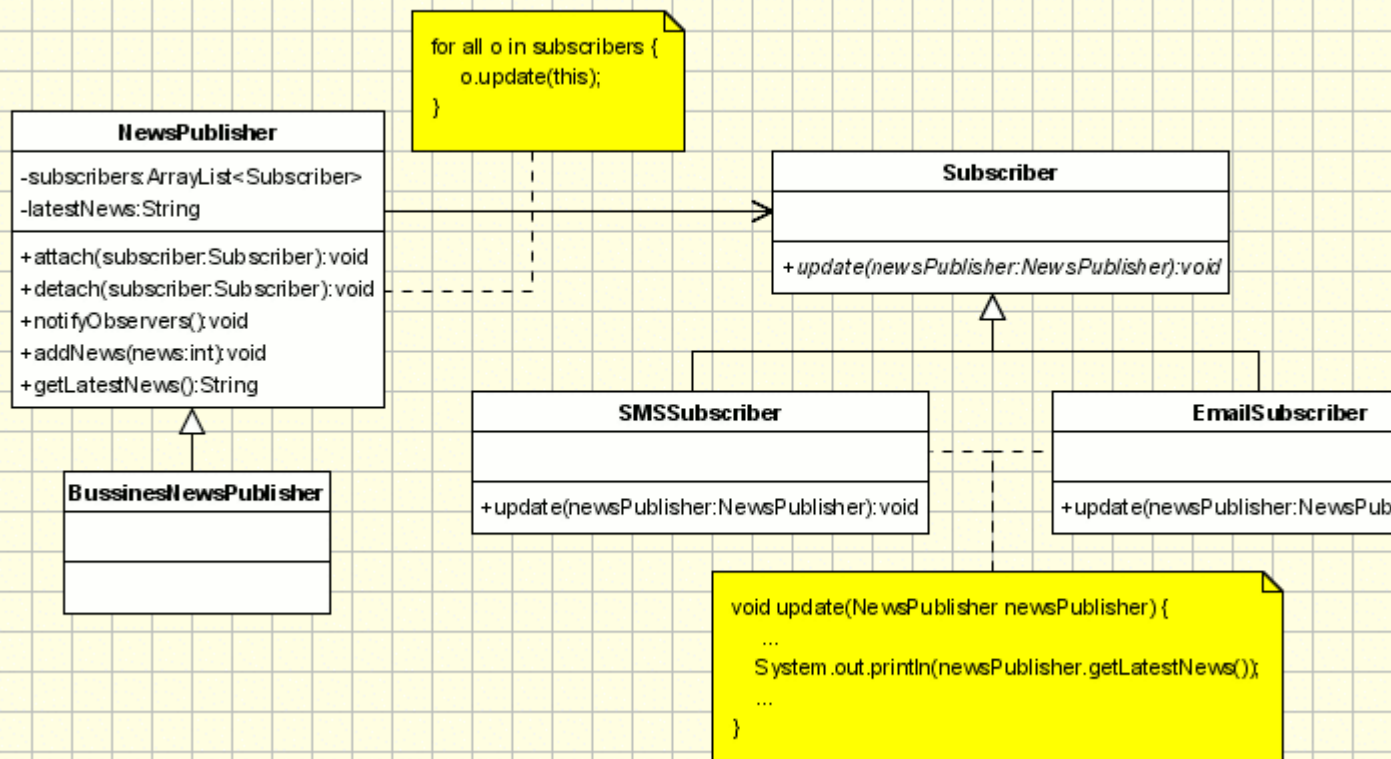 for all o in subscribers {
o.update(this);
}
NewsPublisher
-subscribers:ArrayList<Subscriber>
-latestNews:String
+attach(subscriber:Subscriber):void
+detach(subscriber:Subscriber):void
+notifyObservers():void
+addNews(news:int):void
+getLatestNews():String
Subscriber
+update(newsPublisher:NewsPublisher):void
BussinesNewsPublisher
SMSSubscriber
+update(newsPublisher:NewsPublisher):void
EmailSubscriber
+update(newsPublisher:NewsPub
void update(NewsPublisher newsPublisher) {
...
System.out.println(newsPublisher.getLatestNews());
...
}